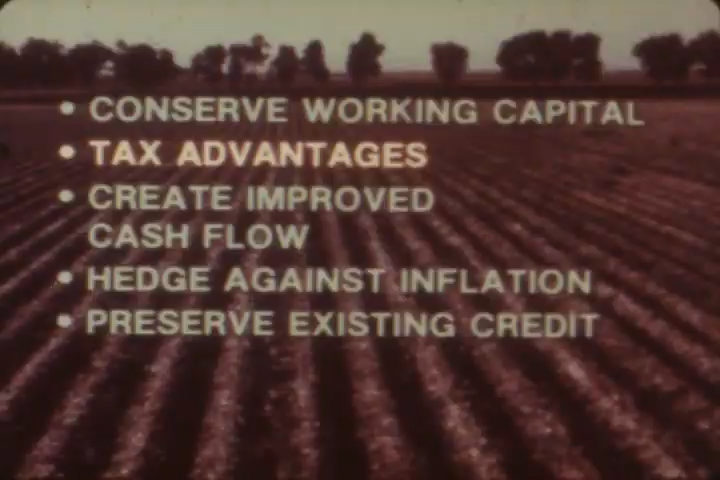 • CONSERVE WORKING CAPITAL
• TAX ADVANTAGES
• CREATE IMPROVED
CASH FLOW
• HEDGE AGAINST INFLATION
• PRESERVE EXISTING CREDIT